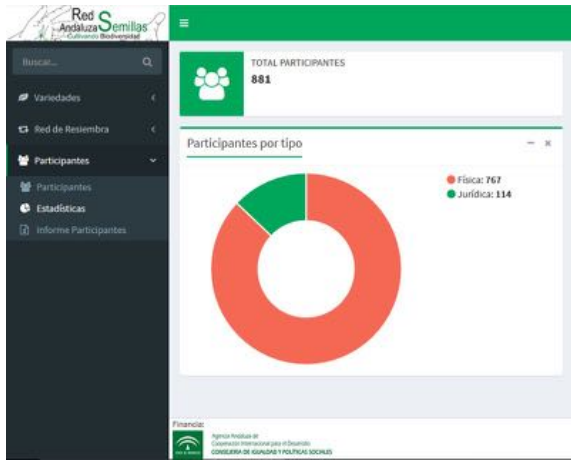 Red
Andaluza Semillas
Cultivando Biodiversidad
Buscar...
Variedades
Red de Resiembra
Participantes
Participantes
Estadísticas
Informe Participantes
TOTAL PARTICIPANTES
881
Participantes por tipo
Física: 767
Jurídica: 114
Financia:
Agencia Andaluza de
Cooperación Internacional para el Desarrollo
CONSEJERÍA DE IGUALDAD Y POLÍTICAS SOCIALES